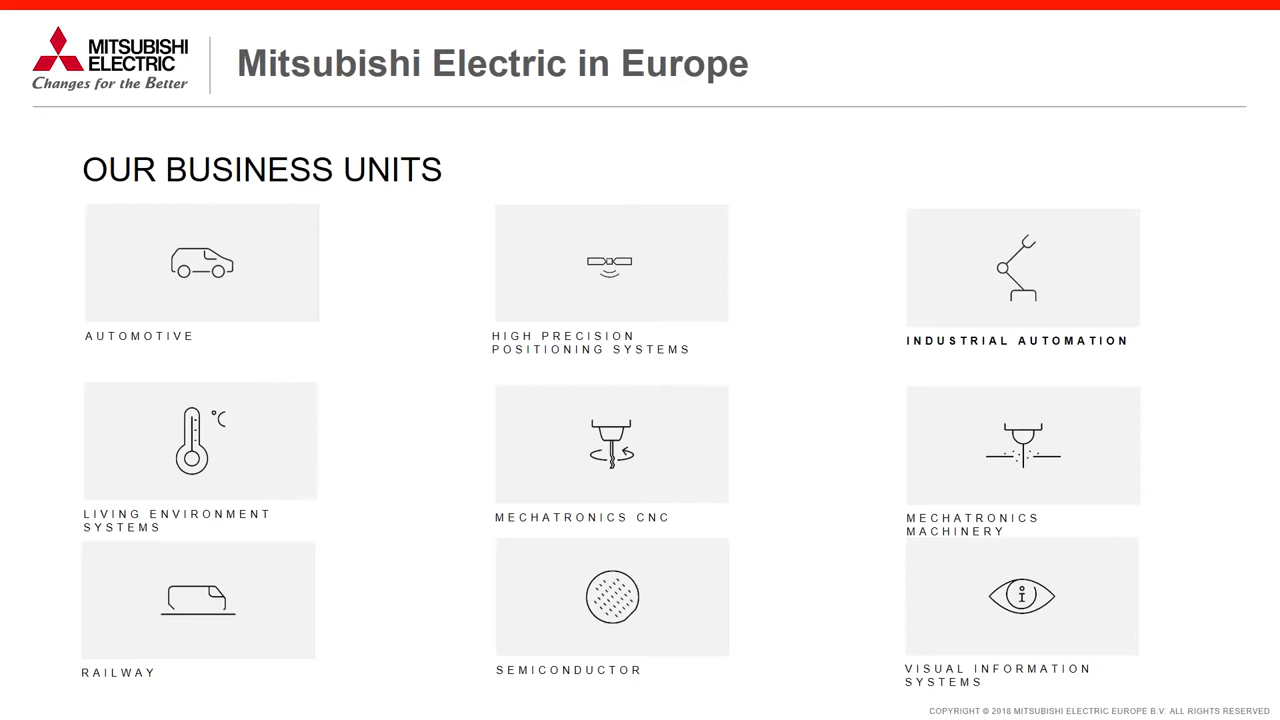 MITSUBISHI
ELECTRIC
Changes for the Better
Mitsubishi Electric in Europe
OUR BUSINESS UNITS
AUTOMOTIVE
HIGH PRECISION
POSITIONING SYSTEMS
INDUSTRIAL AUTOMATION
°C
LIVING ENVIRONMENT
SYSTEMS
MECHATRONICS CNC
MECHATRONICS
MACHINERY
i
RAILWAY
SEMICONDUCTOR
VISUAL INFORMATION
SYSTEMS
COPYRIGHT © 2018 MITSUBISHI ELECTRIC EUROPE B.V. ALL RIGHTS RESERVED